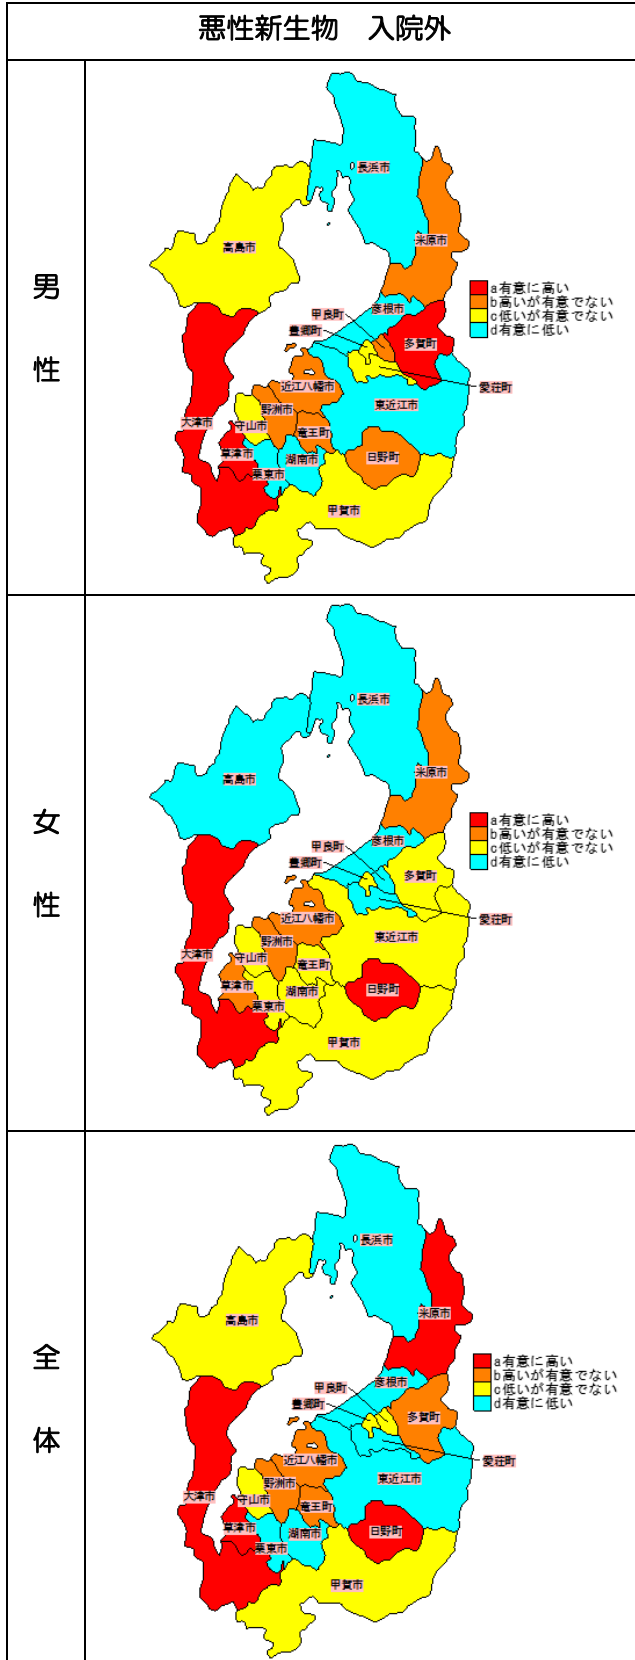 悪性新生物　入院外
男性
長浜市
米原市
高島市
a有意に高い
b高いが有意でない
c低いが有意でない
d有意に低い
彦根市
甲良町
豊郷町
多賀町
愛荘町
近江八幡市
東近江市
野洲市
大津市
守山市
竜王町
草津市
湖南市
日野町
栗東市
甲賀市
女性
長浜市
米原市
高島市
a有意に高い
b高いが有意でない
c低いが有意でない
d有意に低い
彦根市
甲良町
豊郷町
多賀町
愛荘町
近江八幡市
東近江市
野洲市
大津市
守山市
竜王町
草津市
湖南市
日野町
栗東市
甲賀市
全体
長浜市
米原市
高島市
a有意に高い
b高いが有意でない
c低いが有意でない
d有意に低い
彦根市
甲良町
豊郷町
多賀町
愛荘町
近江八幡市
東近江市
野洲市
大津市
守山市
竜王町
草津市
湖南市
日野町
栗東市
甲賀市